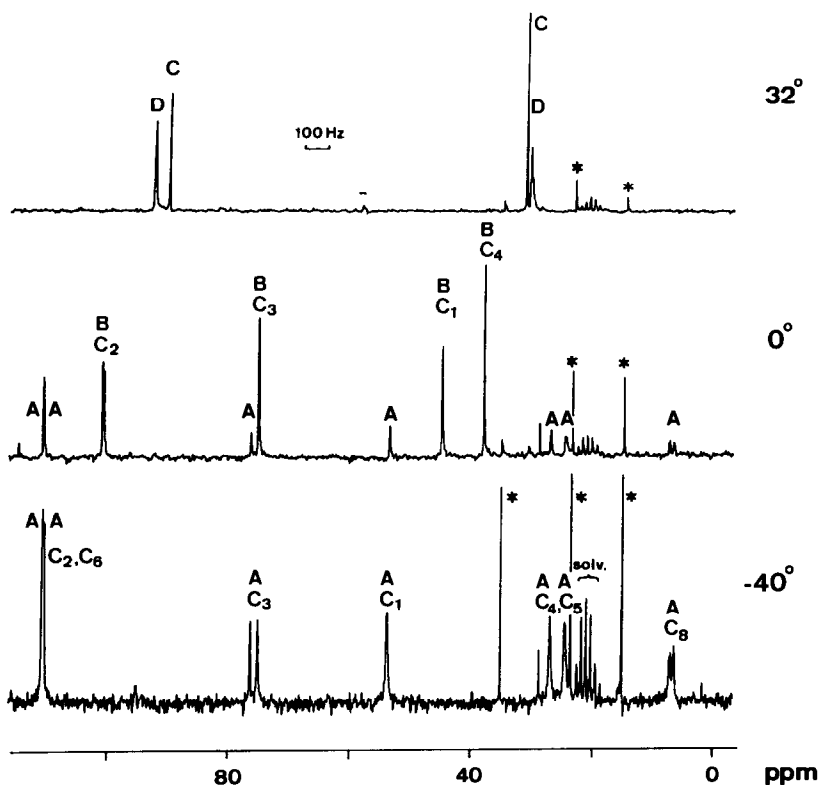 C
C
32°
D
D
100 Hz
*
*
B
C₄
B
B
C₃
B
C₁
C₂
0°
*
*
A A
A
A
A A
A
A A
*
*
*
C₂,C₆
solv.
-40°
A
C₃
A
C₁
A A
C₄,C₅
A
C₈
80
40
0
ppm